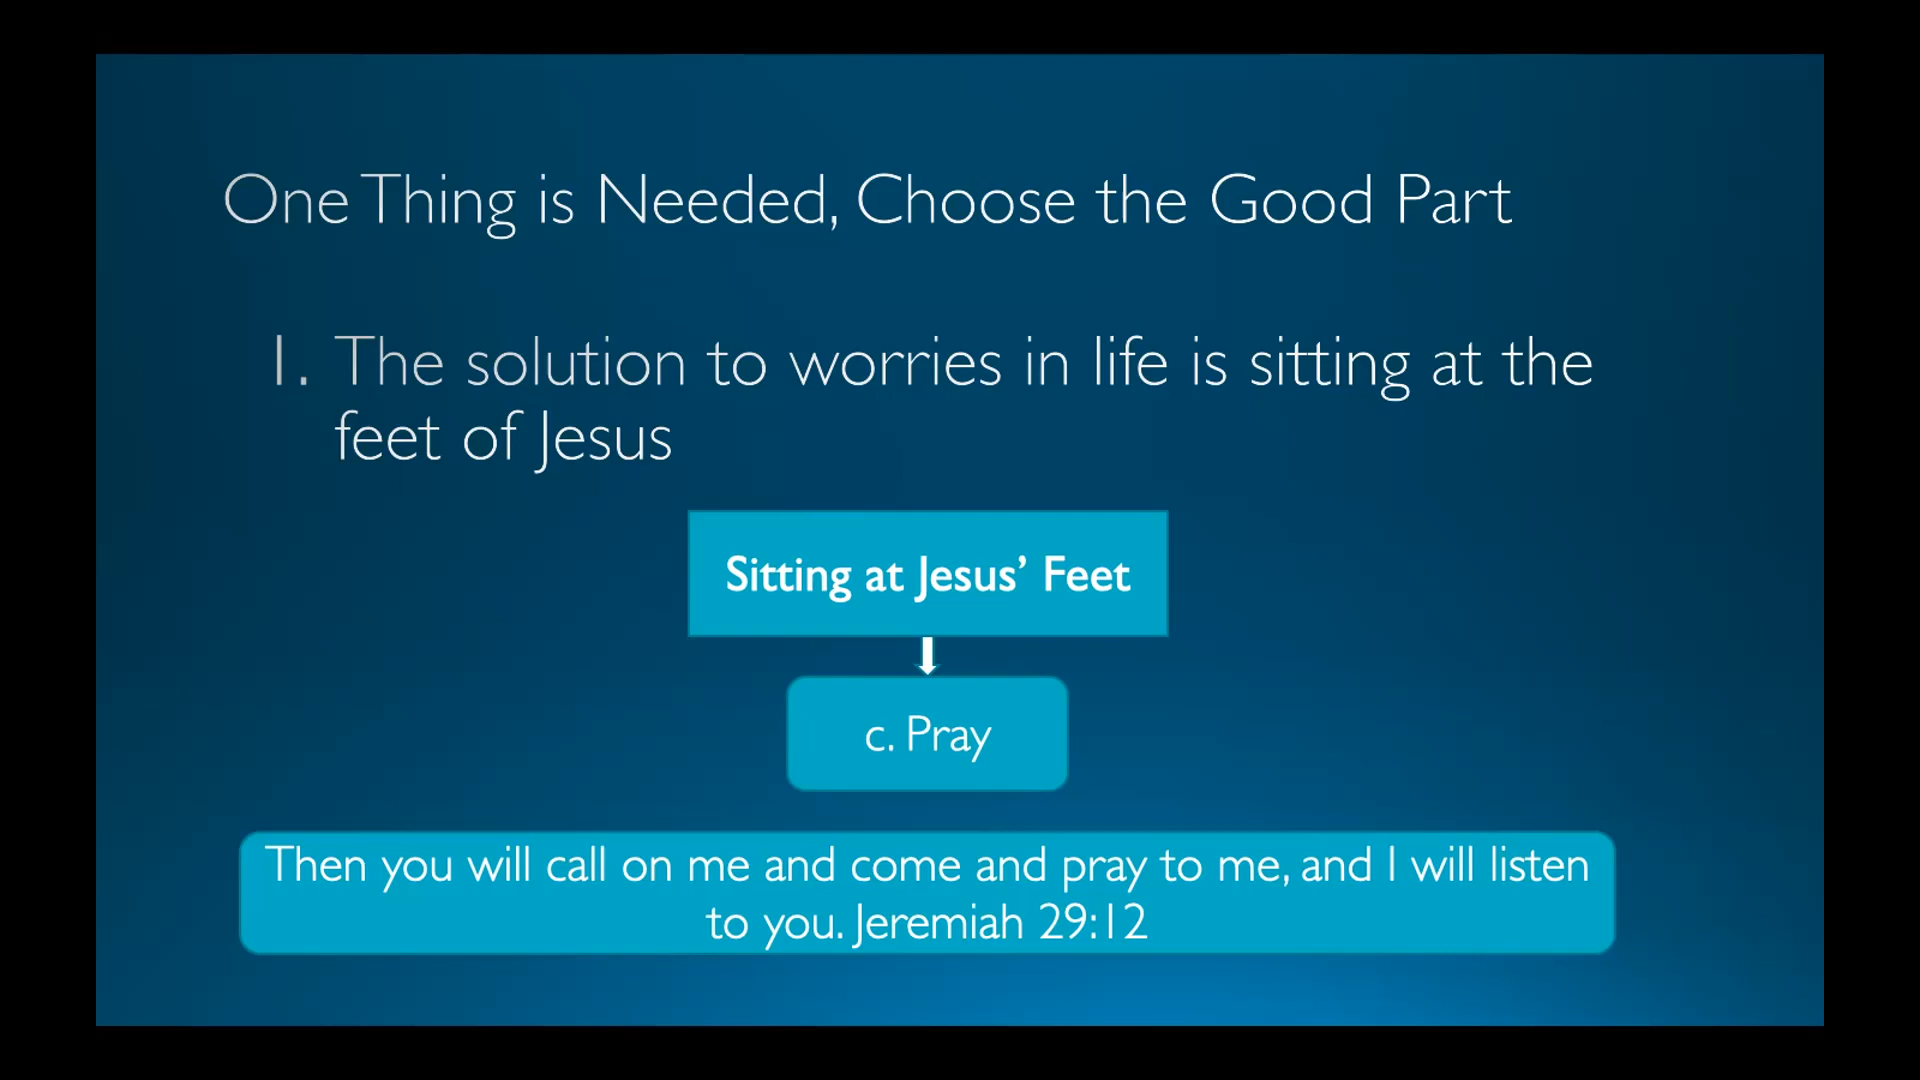 One Thing is Needed, Choose the Good Part
1. The solution to worries in life is sitting at the
feet of Jesus
Sitting at Jesus’ Feet
c. Pray
Then you will call on me and come and pray to me, and I will listen
to you. Jeremiah 29:12